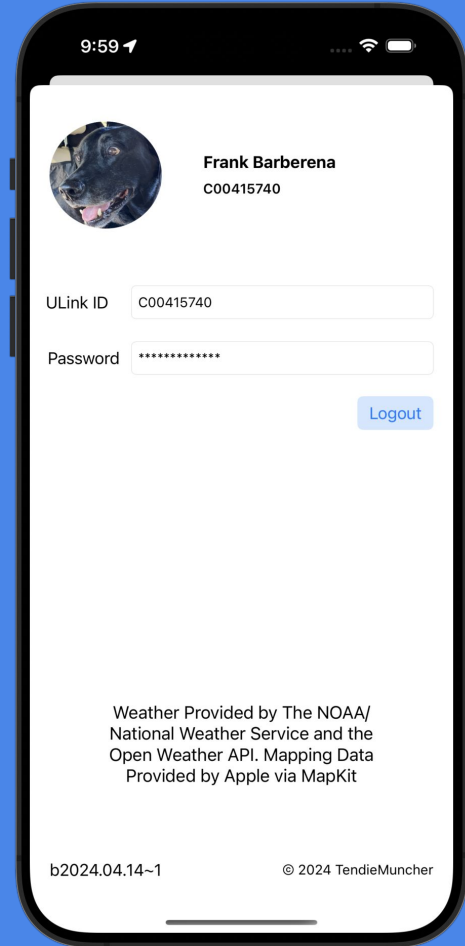 9:59
Frank Barberena
C00415740
ULink ID
C00415740
Password
*************
Logout
Weather Provided by The NOAA/
National Weather Service and the
Open Weather API. Mapping Data
Provided by Apple via MapKit
b2024.04.14~1
© 2024 TendieMuncher